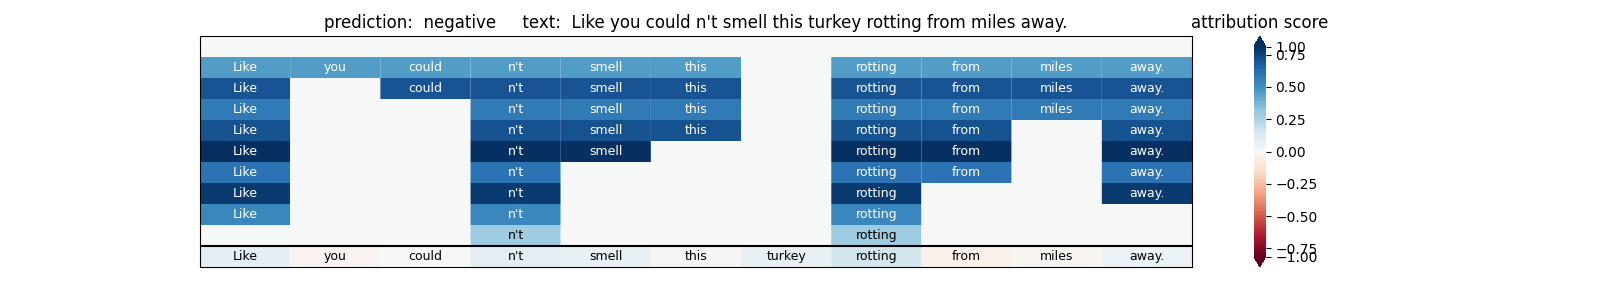 prediction:  negative     text:  Like you could n't smell this turkey rotting from miles away.
attribution score
Like you could n't smell this rotting from miles away.
Like could n't smell this rotting from miles away.
Like n't smell this rotting from miles away.
Like n't smell this rotting from away.
Like n't smell rotting from away.
Like n't rotting from away.
Like n't rotting away.
Like n't rotting
n't rotting
Like you could n't smell this turkey rotting from miles away.
1.00
0.75
0.50
0.25
0.00
−0.25
−0.50
−0.75
−1.00